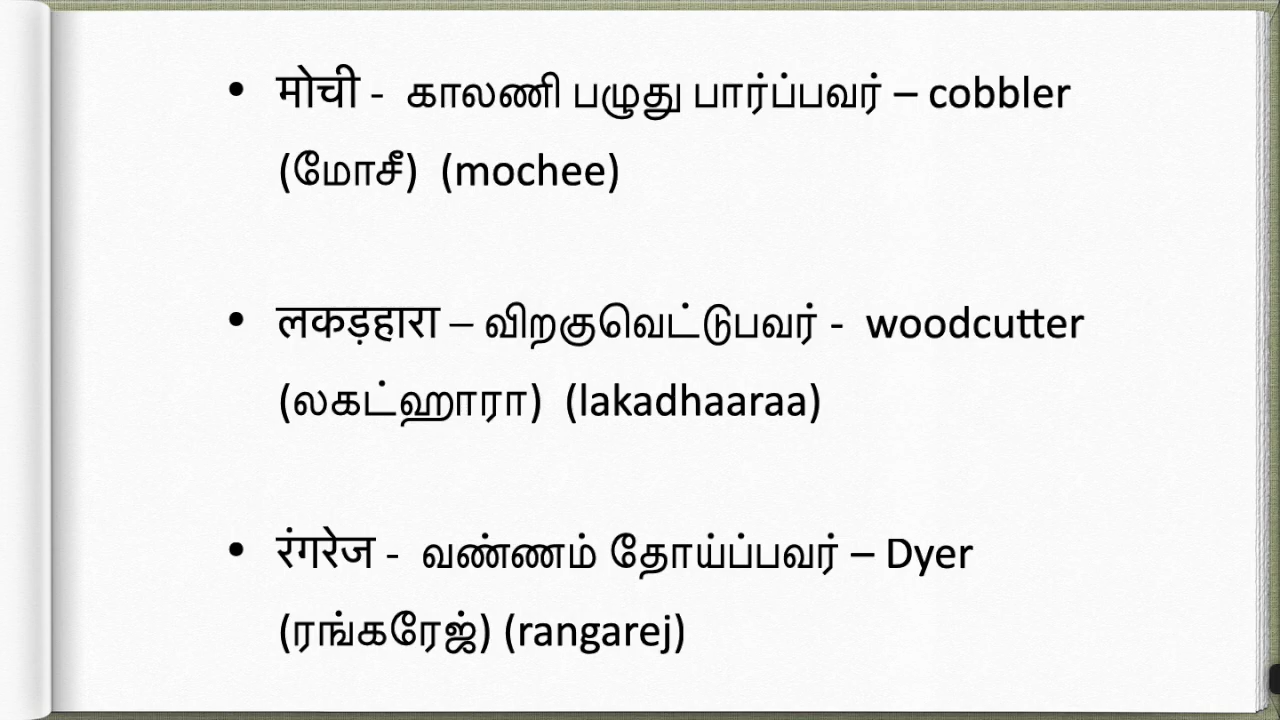 • मोची - காலணி பழுது பார்ப்பவர் – cobbler
(மோசீ) (mochee)
• लकड़हारा – விறகுவெட்டுபவர் - woodcutter
(லகட்ஹாரா) (lakadhaaraa)
• रंगरेज - வண்ணம் தோய்ப்பவர் – Dyer
(ரங்கரேஜ்) (rangarej)